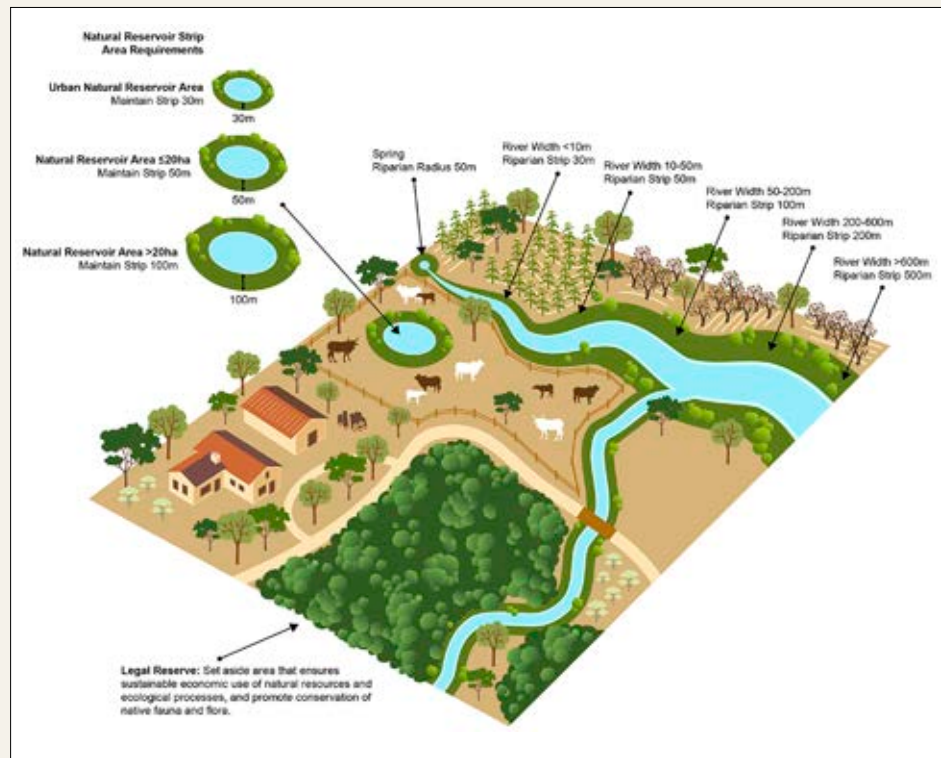 Natural Reservoir Strip
Area Requirements
Urban Natural Reservoir Area
Maintain Strip 30m
30m
Natural Reservoir Area ≤20ha
Maintain Strip 50m
50m
Natural Reservoir Area >20ha
Maintain Strip 100m
100m
Spring
Riparian Radius 50m
River Width <10m
Riparian Strip 30m
River Width 10-50m
Riparian Strip 50m
River Width 50-200m
Riparian Strip 100m
River Width 200-600m
Riparian Strip 200m
River Width >600m
Riparian Strip 500m
Legal Reserve: Set aside area that ensures
sustainable economic use of natural resources and
ecological processes, and promote conservation of
native fauna and flora.